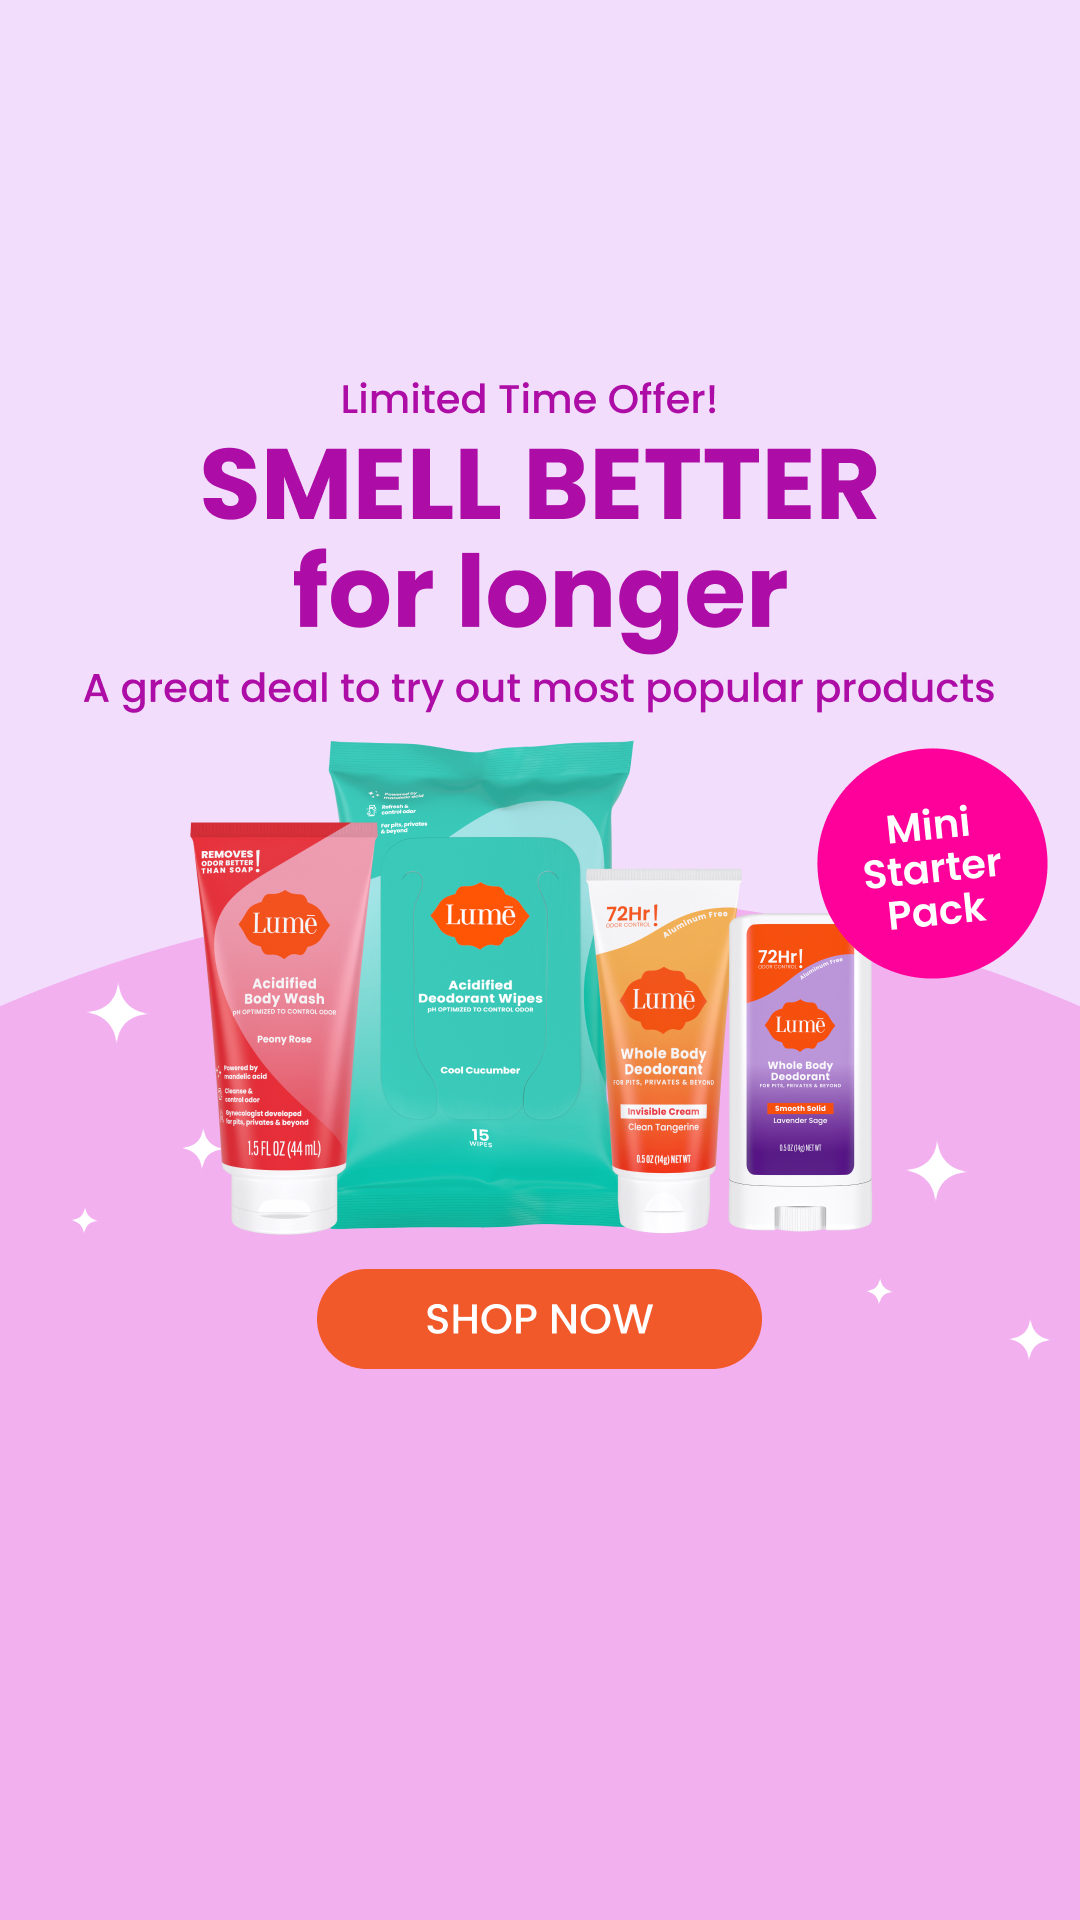 Limited Time Offer!
SMELL BETTER
for longer
A great deal to try out most popular products
Mini
Starter
Pack
REMOVES
ODOR BETTER
THAN SOAP!
Lumē
Acidified
Body Wash
pH OPTIMIZED TO CONTROL ODOR
Peony Rose
Powered by
mandelic acid
Cleanse &
control odor
Gynecologist developed
for pits, privates & beyond
1.5 FL OZ (44 mL)
Powered by
mandelic acid
Refresh &
control odor
For pits, privates
& beyond
Lumē
Acidified
Deodorant Wipes
pH OPTIMIZED TO CONTROL ODOR
Cool Cucumber
15
WIPES
72Hr!
ODOR CONTROL
Aluminum Free
Lumē
Whole Body
Deodorant
FOR PITS, PRIVATES & BEYOND
Invisible Cream
Clean Tangerine
0.5 OZ (14g) NET WT
72Hr!
ODOR CONTROL
Aluminum Free
Lumē
Whole Body
Deodorant
FOR PITS, PRIVATES & BEYOND
Smooth Solid
Lavender Sage
0.5 OZ (14g) NET WT
SHOP NOW